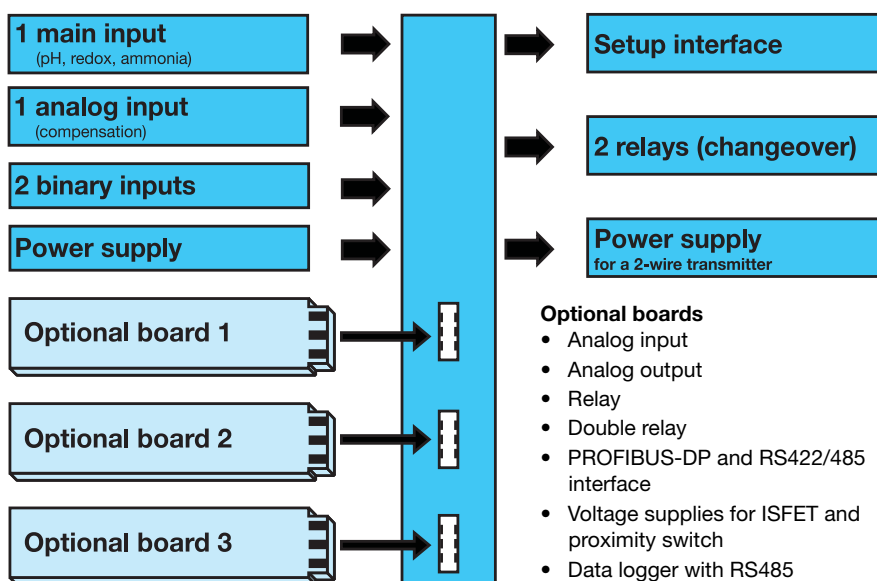 1 main input
(pH, redox, ammonia)
1 analog input
(compensation)
2 binary inputs
Power supply
Optional board 1
Optional board 2
Optional board 3
Setup interface
2 relays (changeover)
Power supply
for a 2-wire transmitter
Optional boards
• Analog input
• Analog output
• Relay
• Double relay
• PROFIBUS-DP and RS422/485
interface
• Voltage supplies for ISFET and
proximity switch
• Data logger with RS485